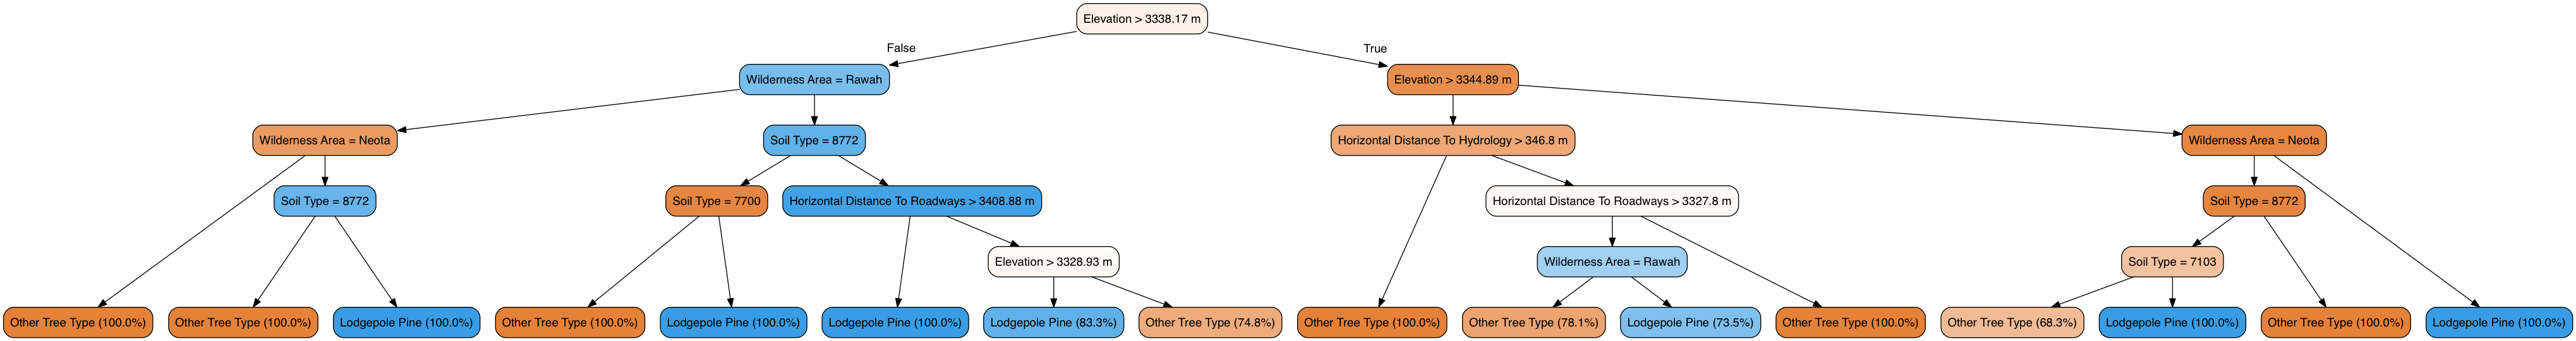 Elevation > 3338.17 m
False
True
Wilderness Area = Rawah
Elevation > 3344.89 m
Wilderness Area = Neota
Soil Type = 8772
Horizontal Distance To Hydrology > 346.8 m
Wilderness Area = Neota
Soil Type = 8772
Soil Type = 7700
Horizontal Distance To Roadways > 3408.88 m
Horizontal Distance To Roadways > 3327.8 m
Soil Type = 8772
Elevation > 3328.93 m
Wilderness Area = Rawah
Soil Type = 7103
Other Tree Type (100.0%)
Other Tree Type (100.0%)
Lodgepole Pine (100.0%)
Other Tree Type (100.0%)
Lodgepole Pine (100.0%)
Lodgepole Pine (100.0%)
Lodgepole Pine (83.3%)
Other Tree Type (74.8%)
Other Tree Type (100.0%)
Other Tree Type (78.1%)
Lodgepole Pine (73.5%)
Other Tree Type (100.0%)
Other Tree Type (68.3%)
Lodgepole Pine (100.0%)
Other Tree Type (100.0%)
Lodgepole Pine (100.0%)